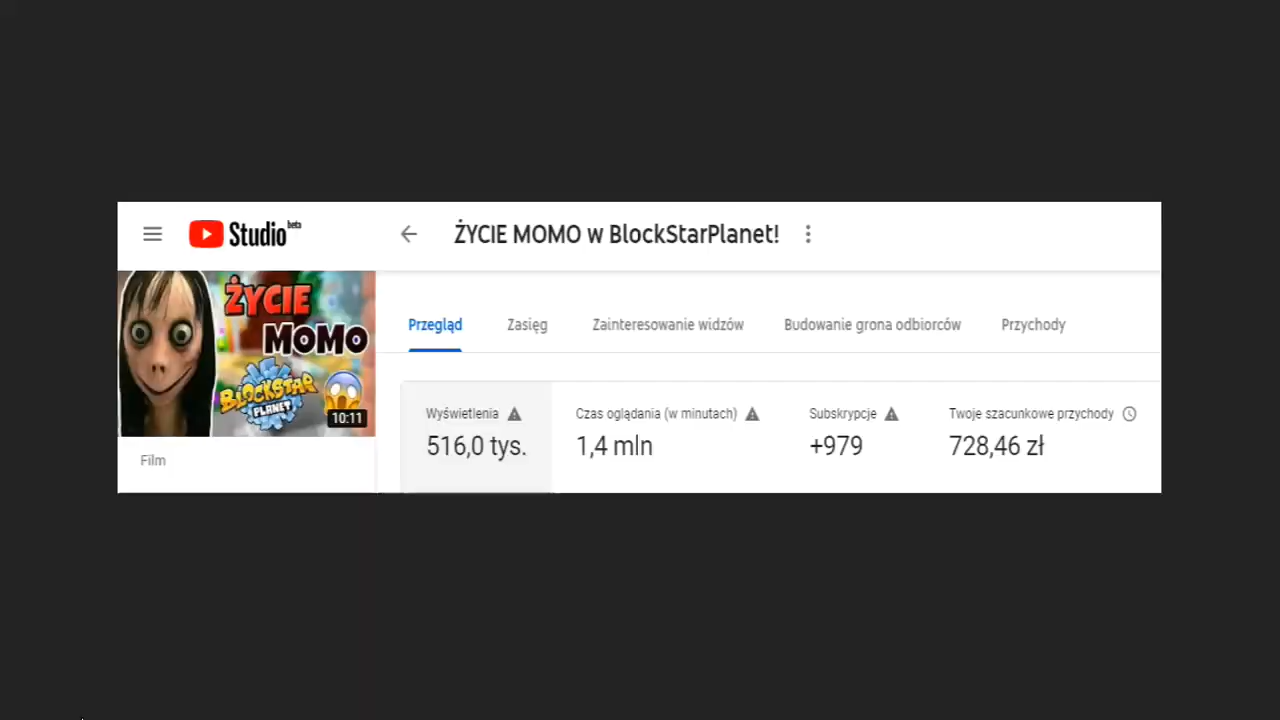 Studio beta
ŻYCIE MOMO w BlockStarPlanet!
ŻYCIE
MOMO
BLOCKSTAR
PLANET
10:11
Film
Przegląd Zasięg Zainteresowanie widzów Budowanie grona odbiorców Przychody
Wyświetlenia Czas oglądania (w minutach) Subskrypcje Twoje szacunkowe przychody
516,0 tys. 1,4 mln +979 728,46 zł